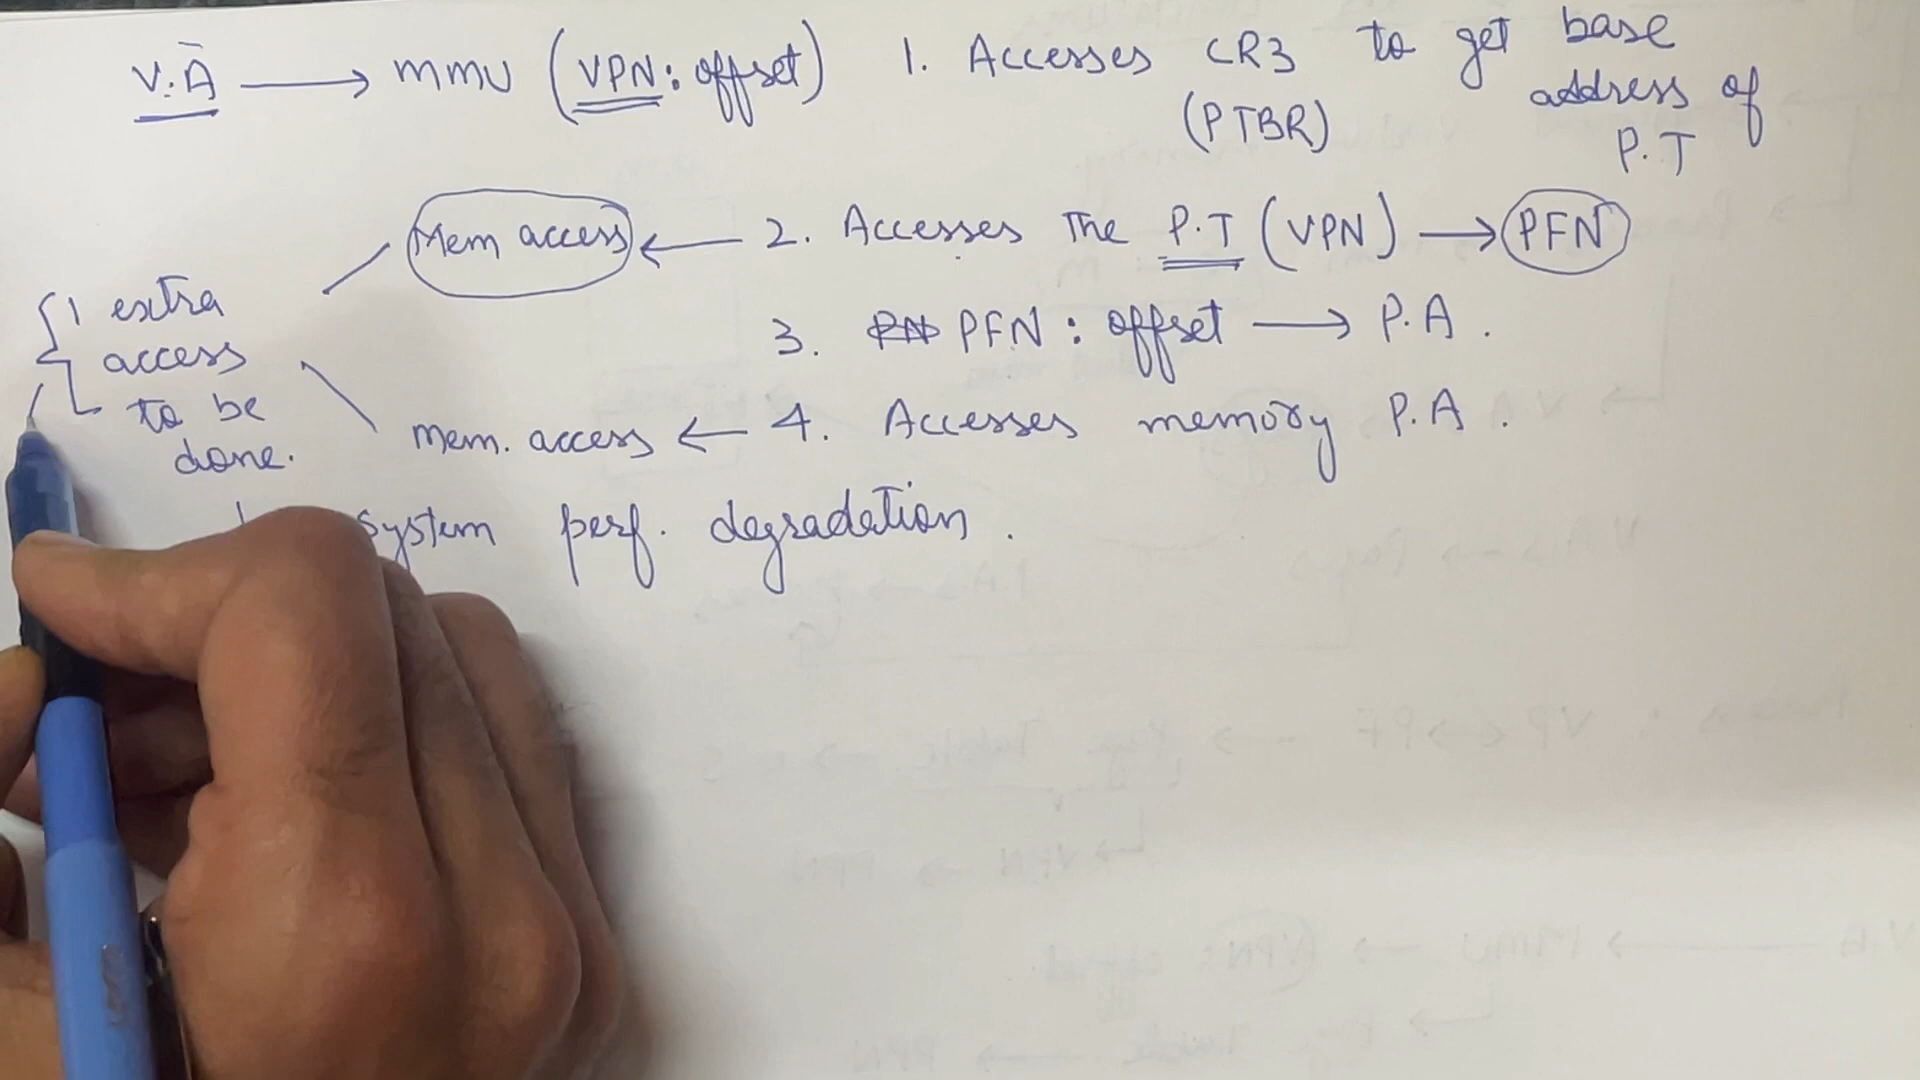 V.A → MMU (VPN: offset) 1. Accesses CR3 to get base
(PTBR) address of
P.T
Mem access ← 2. Accesses The P.T (VPN) → PFN
3. PFN : offset → P.A.
Mem. access ← 4. Accesses memory P.A.
1 extra
access
to be
done.
system perf. degradation.